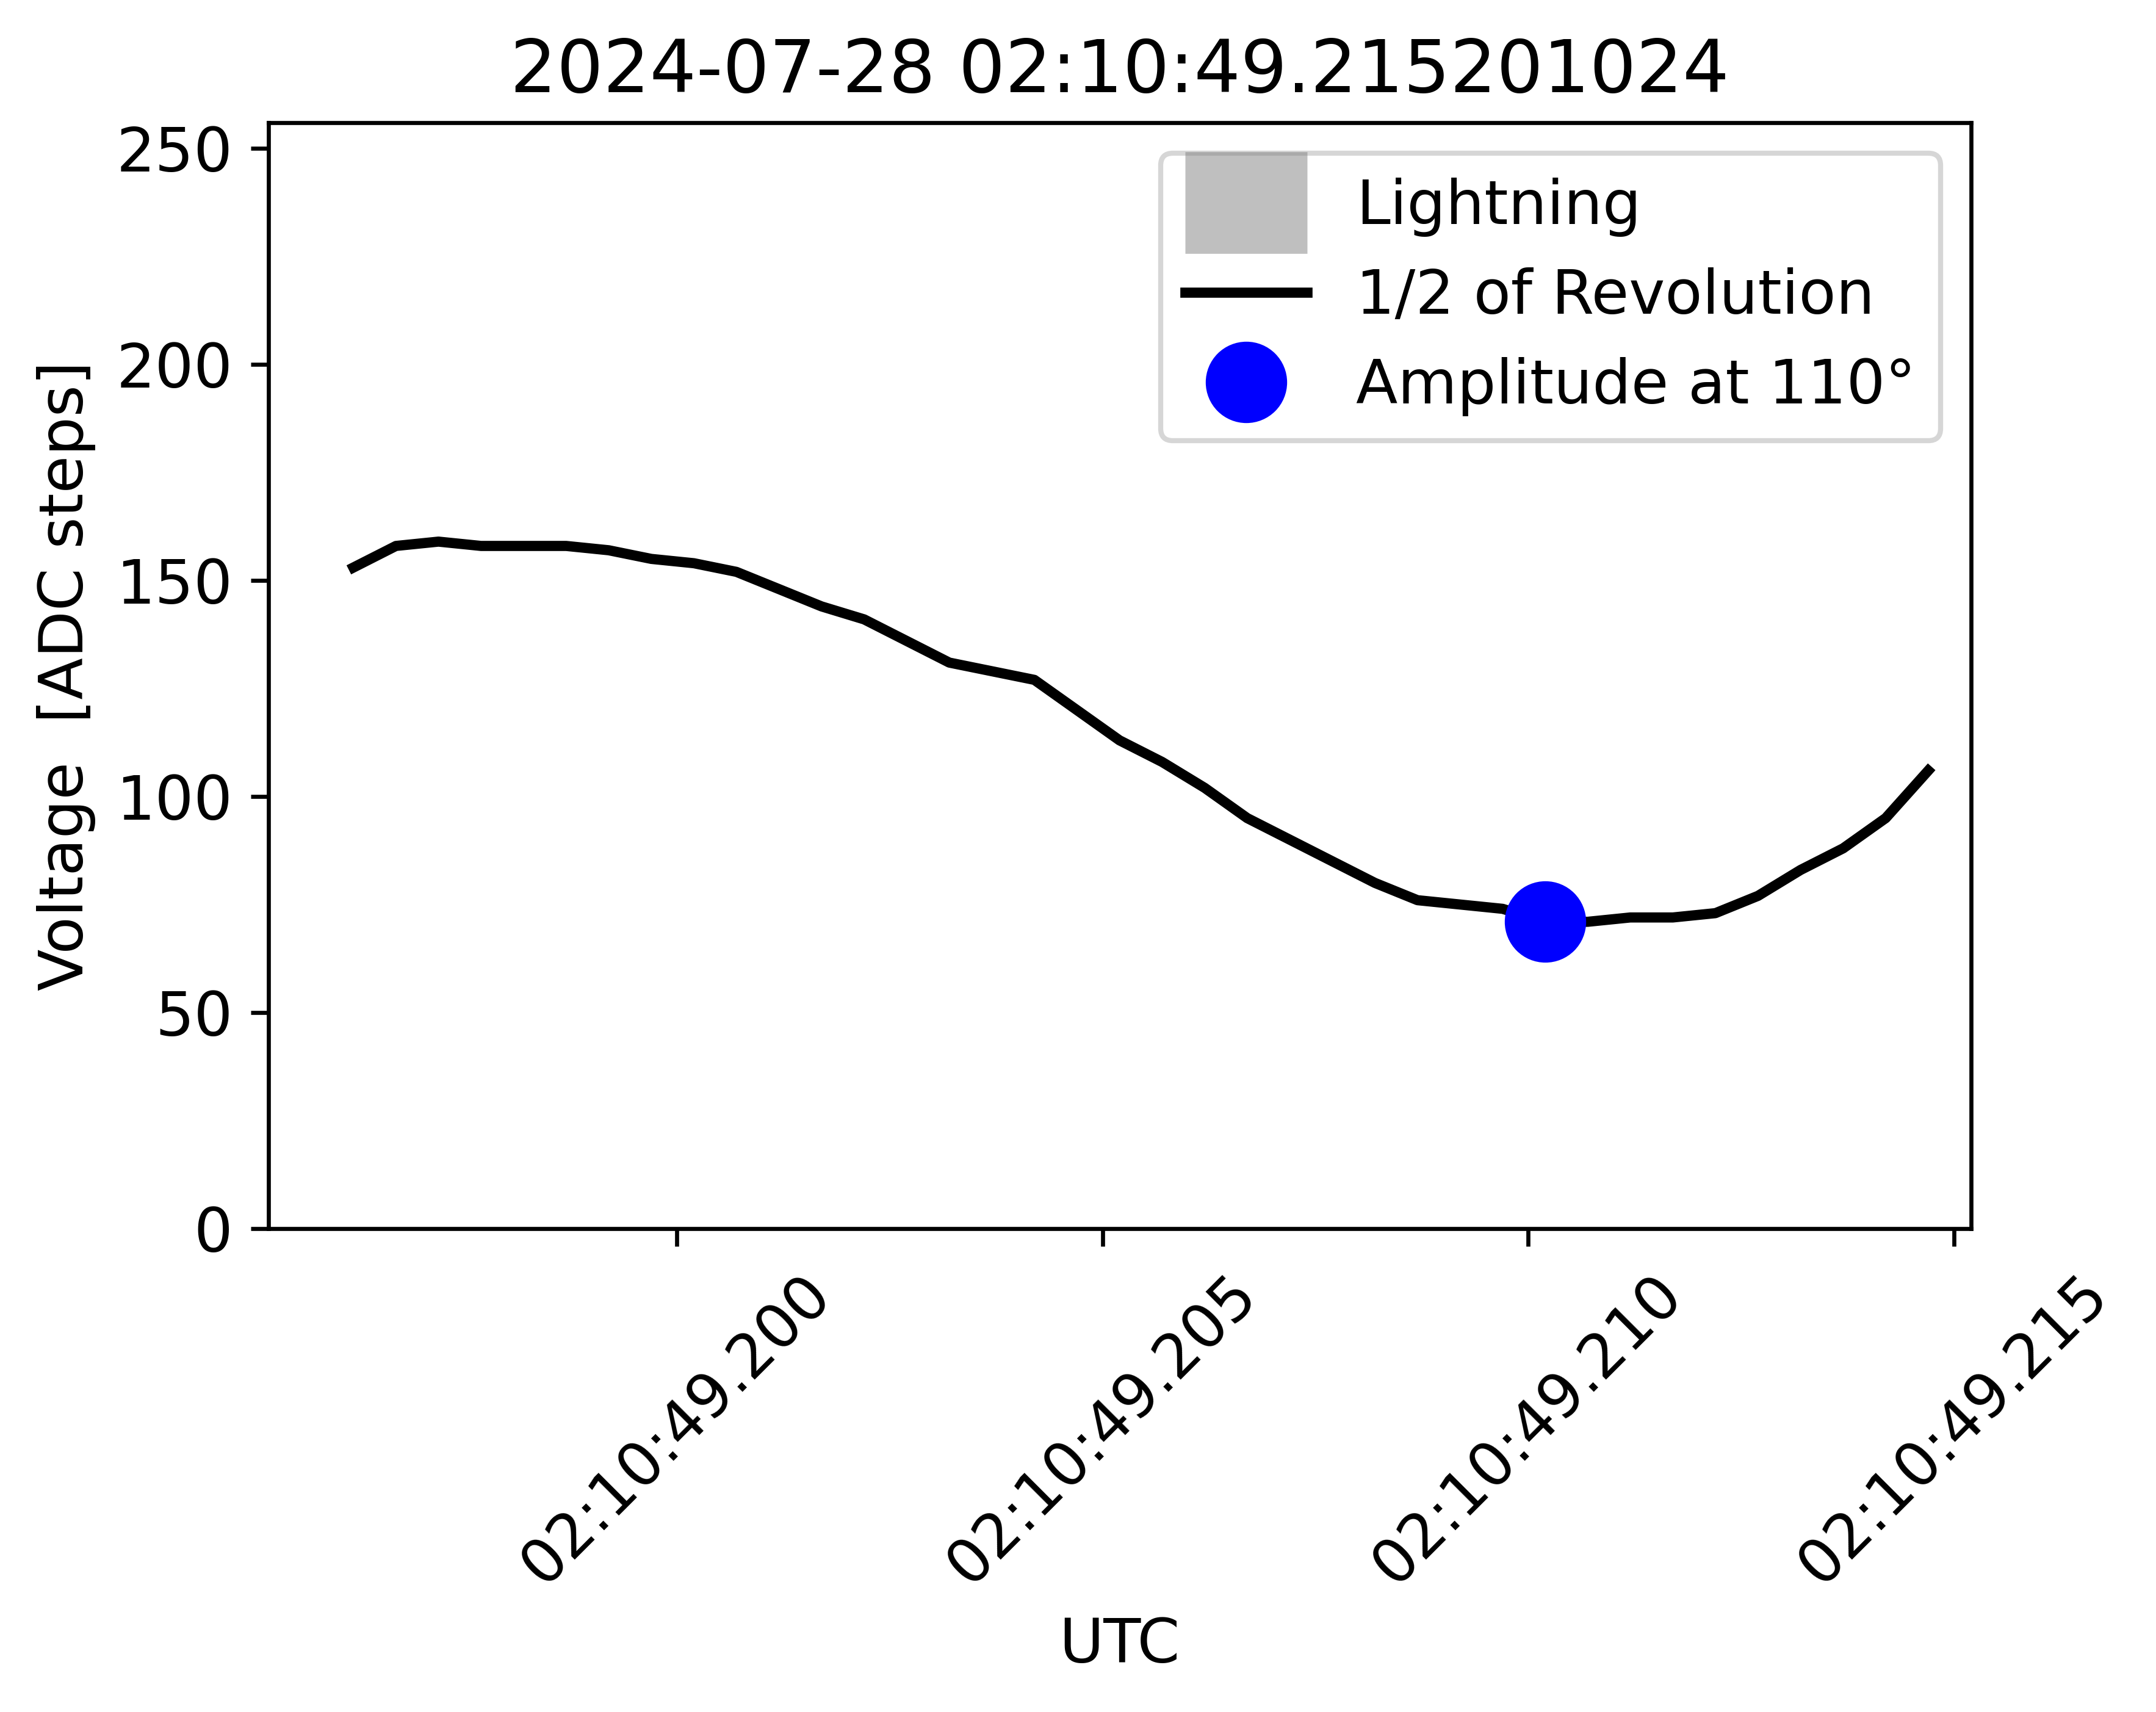 2024-07-28 02:10:49.215201024
250
200
150
100
50
0
Voltage [ADC steps]
Lightning
1/2 of Revolution
Amplitude at 110°
02:10:49.200
02:10:49.205
02:10:49.210
02:10:49.215
UTC